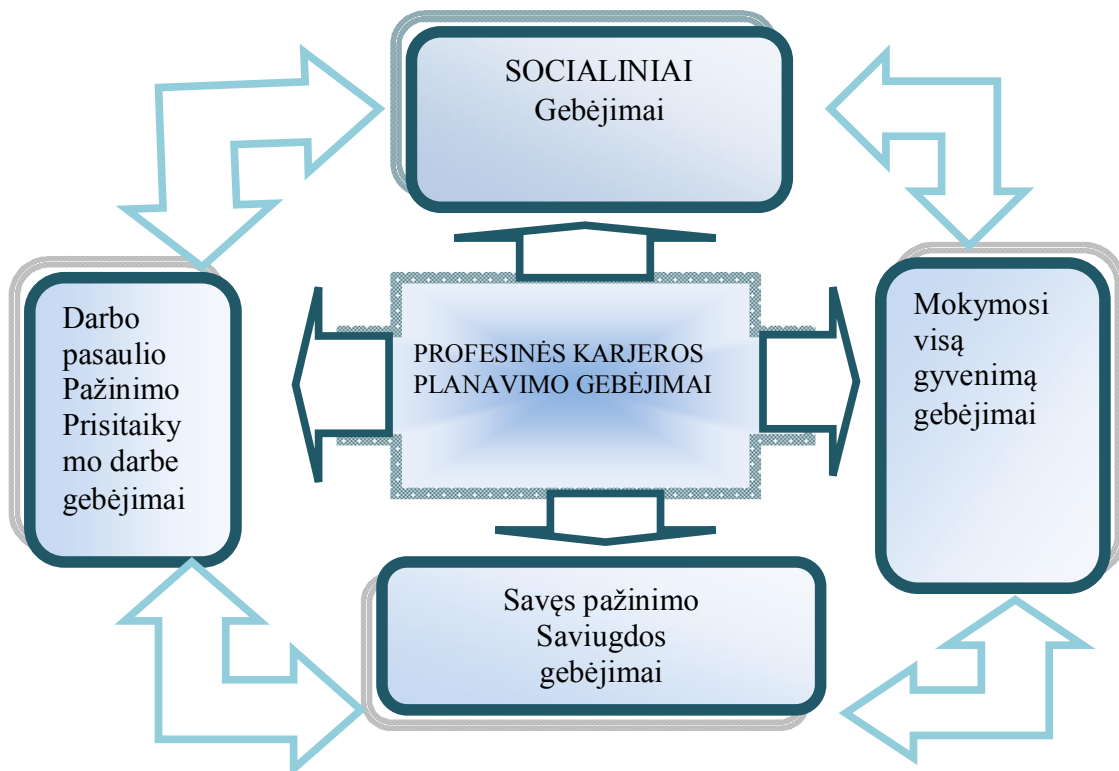 SOCIALINIAI
Gebėjimai
Darbo
pasaulio
Pažinimo
Prisitaiky
mo darbe
gebėjimai
PROFESINĖS KARJEROS
PLANAVIMO GEBĖJIMAI
Mokymosi
visą
gyvenimą
gebėjimai
Savęs pažinimo
Saviugdos
gebėjimai